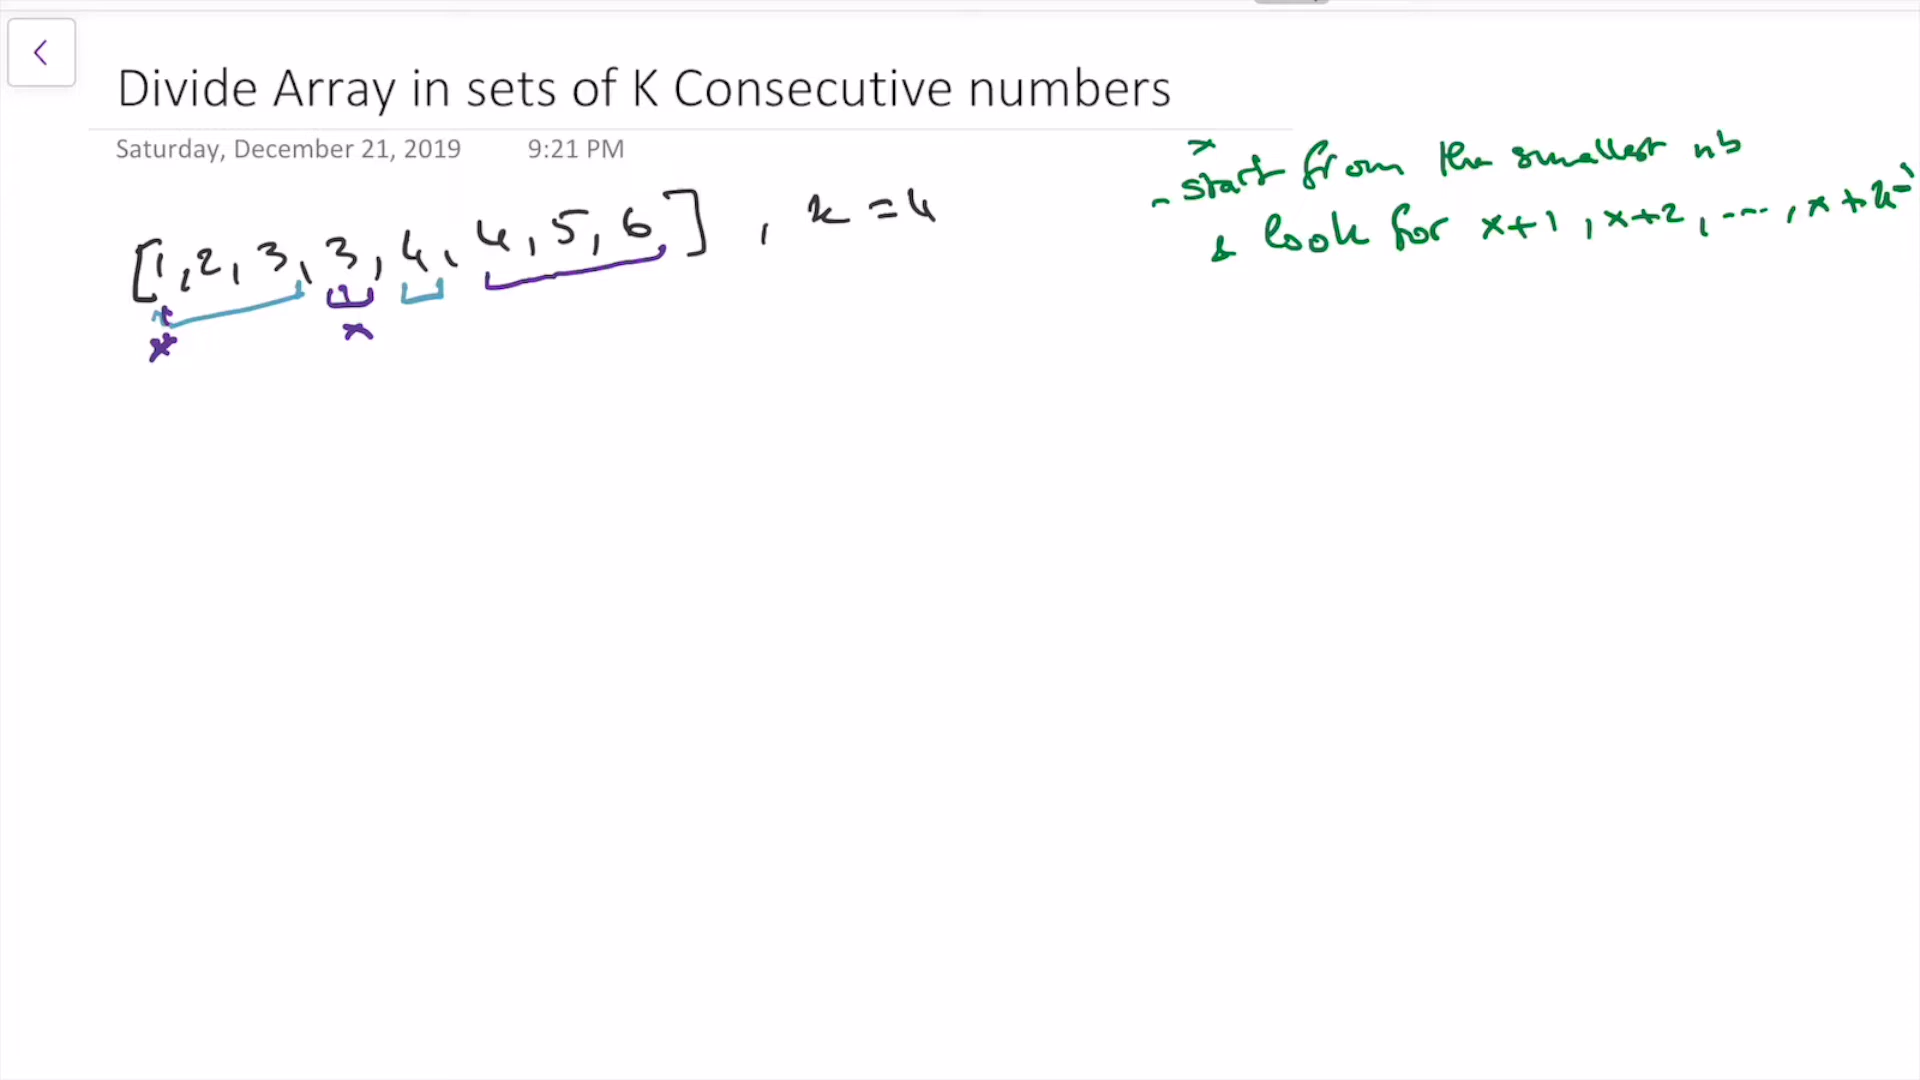 Divide Array in sets of K Consecutive numbers
Saturday, December 21, 2019 9:21 PM
[1, 2, 3, 3, 4, 4, 5, 6] , k = 4
x
- start from the smallest nb
& look for x+1, x+2, ---, x+k-1
x x